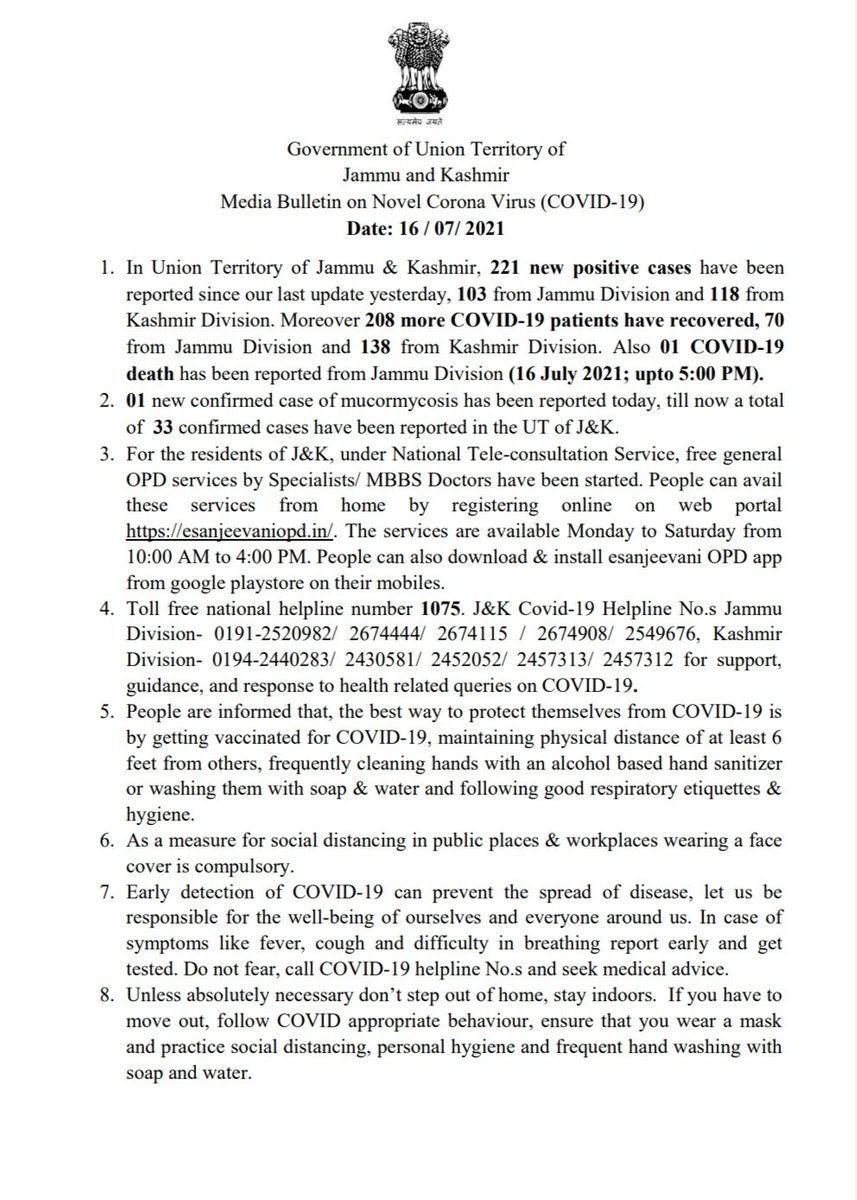 सत्यमेव जयते
Government of Union Territory of
Jammu and Kashmir
Media Bulletin on Novel Corona Virus (COVID-19)
Date: 16 / 07/ 2021
1. In Union Territory of Jammu & Kashmir, 221 new positive cases have been
reported since our last update yesterday, 103 from Jammu Division and 118 from
Kashmir Division. Moreover 208 more COVID-19 patients have recovered, 70
from Jammu Division and 138 from Kashmir Division. Also 01 COVID-19
death has been reported from Jammu Division (16 July 2021; upto 5:00 PM).
2. 01 new confirmed case of mucormycosis has been reported today, till now a total
of 33 confirmed cases have been reported in the UT of J&K.
3. For the residents of J&K, under National Tele-consultation Service, free general
OPD services by Specialists/ MBBS Doctors have been started. People can avail
these services from home by registering online on web portal
https://esanjeevaniopd.in/. The services are available Monday to Saturday from
10:00 AM to 4:00 PM. People can also download & install esanjeevani OPD app
from google playstore on their mobiles.
4. Toll free national helpline number 1075. J&K Covid-19 Helpline No.s Jammu
Division- 0191-2520982/ 2674444/ 2674115 / 2674908/ 2549676, Kashmir
Division- 0194-2440283/ 2430581/ 2452052/ 2457313/ 2457312 for support,
guidance, and response to health related queries on COVID-19.
5. People are informed that, the best way to protect themselves from COVID-19 is
by getting vaccinated for COVID-19, maintaining physical distance of at least 6
feet from others, frequently cleaning hands with an alcohol based hand sanitizer
or washing them with soap & water and following good respiratory etiquettes &
hygiene.
6. As a measure for social distancing in public places & workplaces wearing a face
cover is compulsory.
7. Early detection of COVID-19 can prevent the spread of disease, let us be
responsible for the well-being of ourselves and everyone around us. In case of
symptoms like fever, cough and difficulty in breathing report early and get
tested. Do not fear, call COVID-19 helpline No.s and seek medical advice.
8. Unless absolutely necessary don’t step out of home, stay indoors. If you have to
move out, follow COVID appropriate behaviour, ensure that you wear a mask
and practice social distancing, personal hygiene and frequent hand washing with
soap and water.